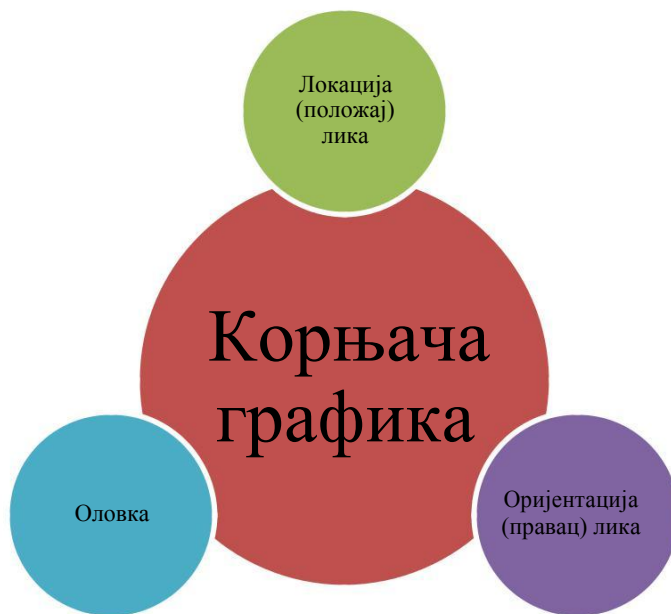 Локација
(положај)
лика
Корњача
графика
Оловка
Оријентација
(правац) лика